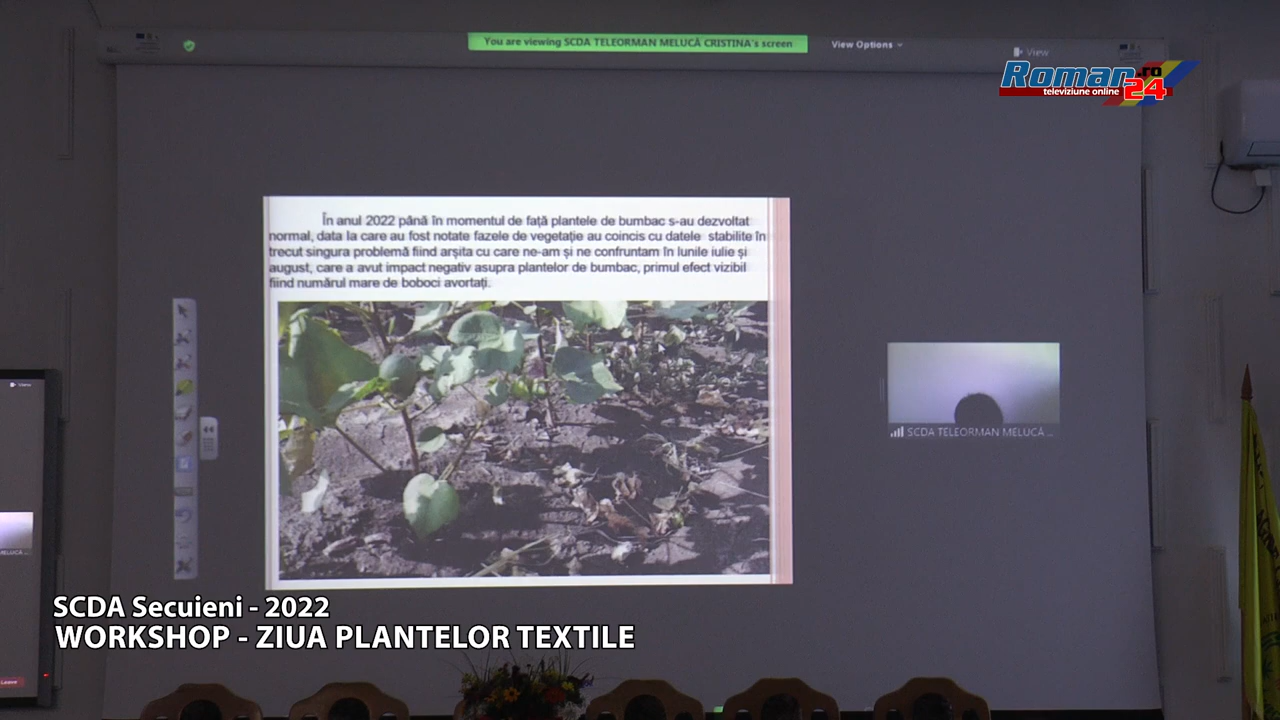 You are viewing SCDA TELEORMAN MELUCĂ CRISTINA's screen
View Options
View
Roman24.ro
televiziune online
În anul 2022 până în momentul de față plantele de bumbac s-au dezvoltat
normal, data la care au fost notate fazele de vegetație au coincis cu datele stabilite în
trecut singura problemă fiind arșița cu care ne-am și ne confruntam în lunile iulie și
august, care a avut impact negativ asupra plantelor de bumbac, primul efect vizibil
fiind numărul mare de boboci avortați.
SCDA TELEORMAN MELUCĂ ...
View
MELUCĂ ...
Leave
SCDA Secuieni - 2022
WORKSHOP - ZIUA PLANTELOR TEXTILE